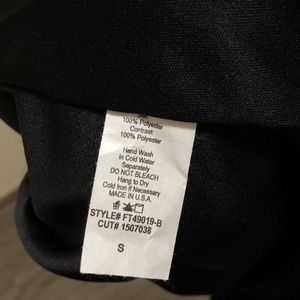 100% Polyester
Contrast
100% Polyester
Hand Wash
in Cold Water
Separately
DO NOT BLEACH
Hang to Dry
Cold Iron if Necessary
MADE IN U.S.A.
STYLE# FT49019-B
CUT# 1507038
S